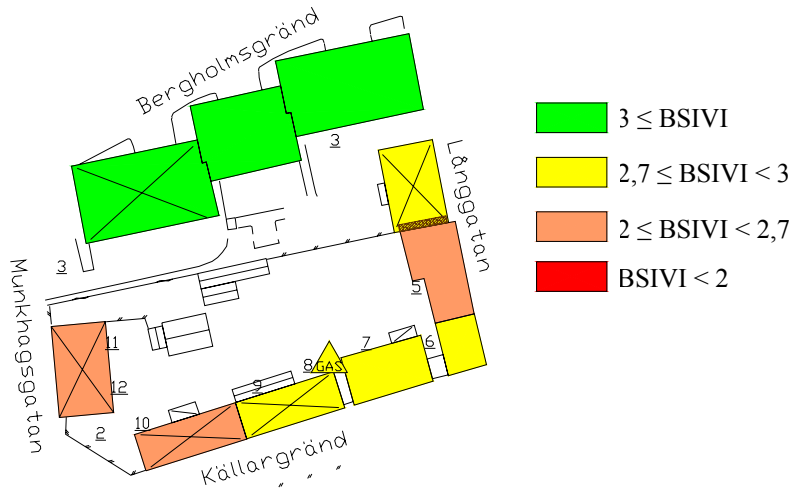 Bergholmsgränd
3
Långgatan
3 ≤ BSIVI
2,7 ≤ BSIVI < 3
2 ≤ BSIVI < 2,7
BSIVI < 2
3
Munkhagsgatan
5
11
12
7
6
8
GAS
9
10
2
Källargränd